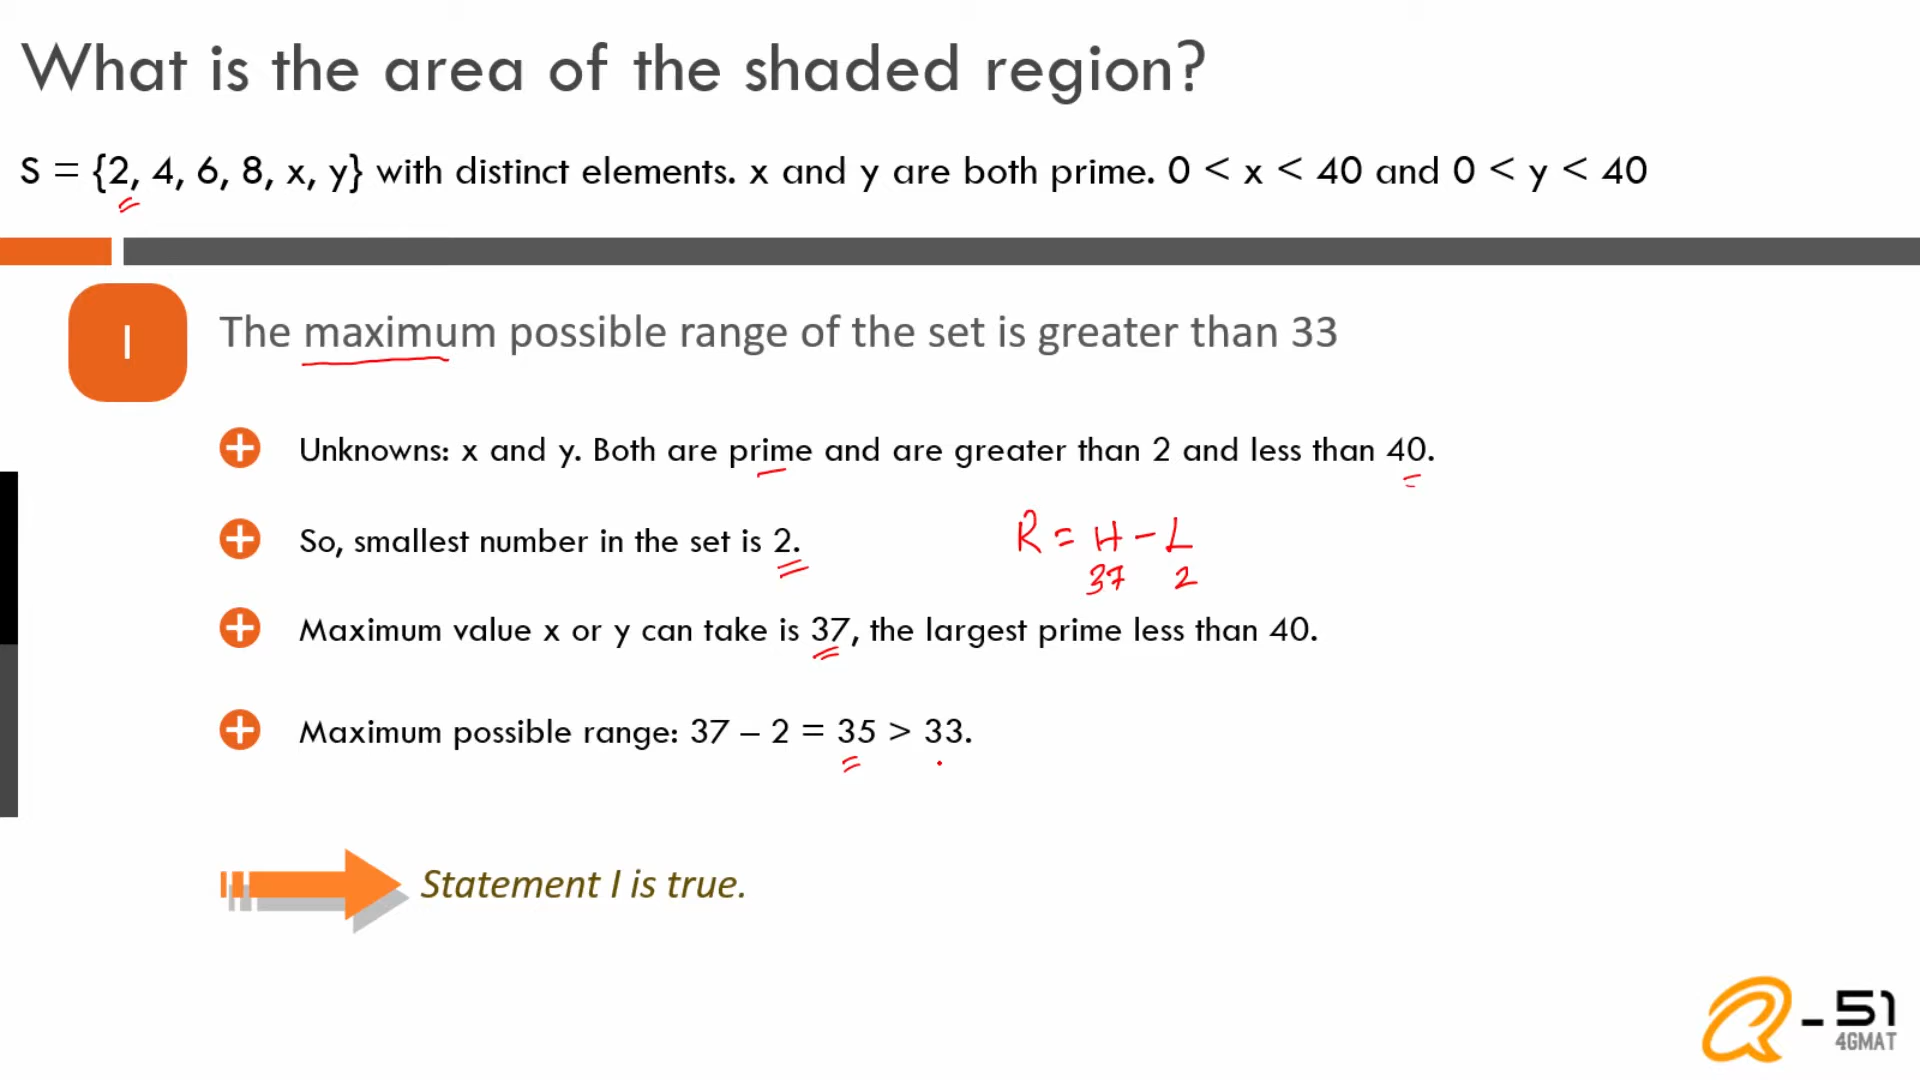 What is the area of the shaded region?
S = {2, 4, 6, 8, x, y} with distinct elements. x and y are both prime. 0 < x < 40 and 0 < y < 40
I
The maximum possible range of the set is greater than 33
Unknowns: x and y. Both are prime and are greater than 2 and less than 40.
So, smallest number in the set is 2.
R = H - L
37 2
Maximum value x or y can take is 37, the largest prime less than 40.
Maximum possible range: 37 – 2 = 35 > 33.
Statement I is true.
Q-51
4GMAT